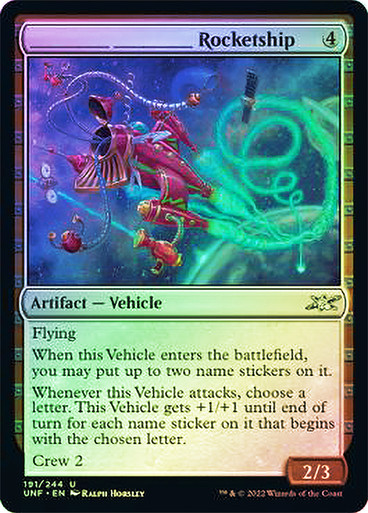 _____ _____ Rocketship 4
Artifact — Vehicle
Flying
When this Vehicle enters the battlefield,
you may put up to two name stickers on it.
Whenever this Vehicle attacks, choose a
letter. This Vehicle gets +1/+1 until end of
turn for each name sticker on it that begins
with the chosen letter.
Crew 2
2/3
191/244 U
UNF • EN Ralph Horsley
™ & © 2022 Wizards of the Coast